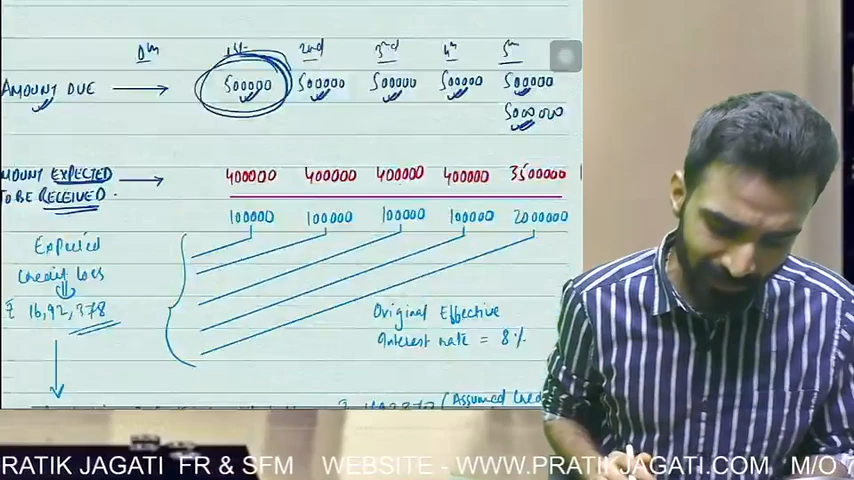 0th 1st 2nd 3rd 4th 5th
AMOUNT DUE 500000 500000 500000 500000 500000
5000000
MOUNT EXPECTED 400000 400000 400000 400000 3500000
TO BE RECEIVED. 100000 100000 100000 100000 2000000
Expected
Credit loss
₹ 16,92,378
Original Effective
Interest rate = 8%
(Assumed
RATIK JAGATI FR & SFM WEBSITE - WWW.PRATIKJAGATI.COM M/O 7